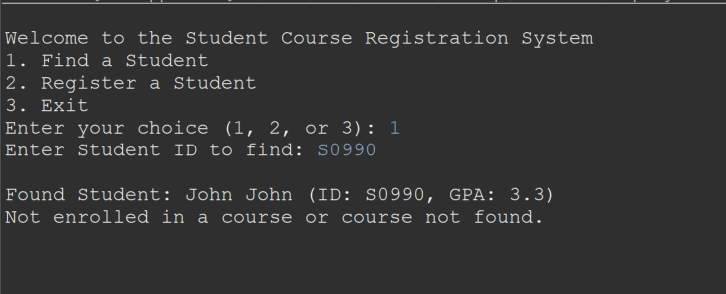 Welcome to the Student Course Registration System
1. Find a Student
2. Register a Student
3. Exit
Enter your choice (1, 2, or 3): 1
Enter Student ID to find: S0990
Found Student: John John (ID: S0990, GPA: 3.3)
Not enrolled in a course or course not found.